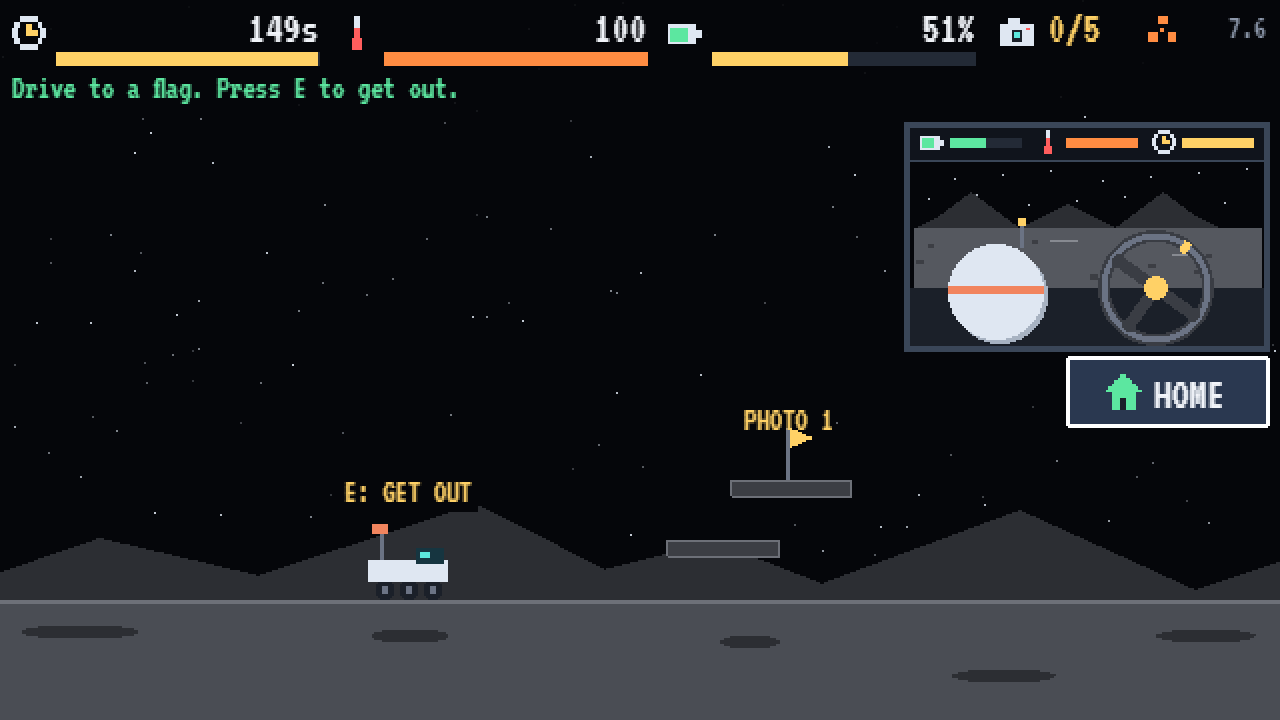 149s 100 51% 0/5 7.6
Drive to a flag. Press E to get out.
HOME
PHOTO 1
E: GET OUT